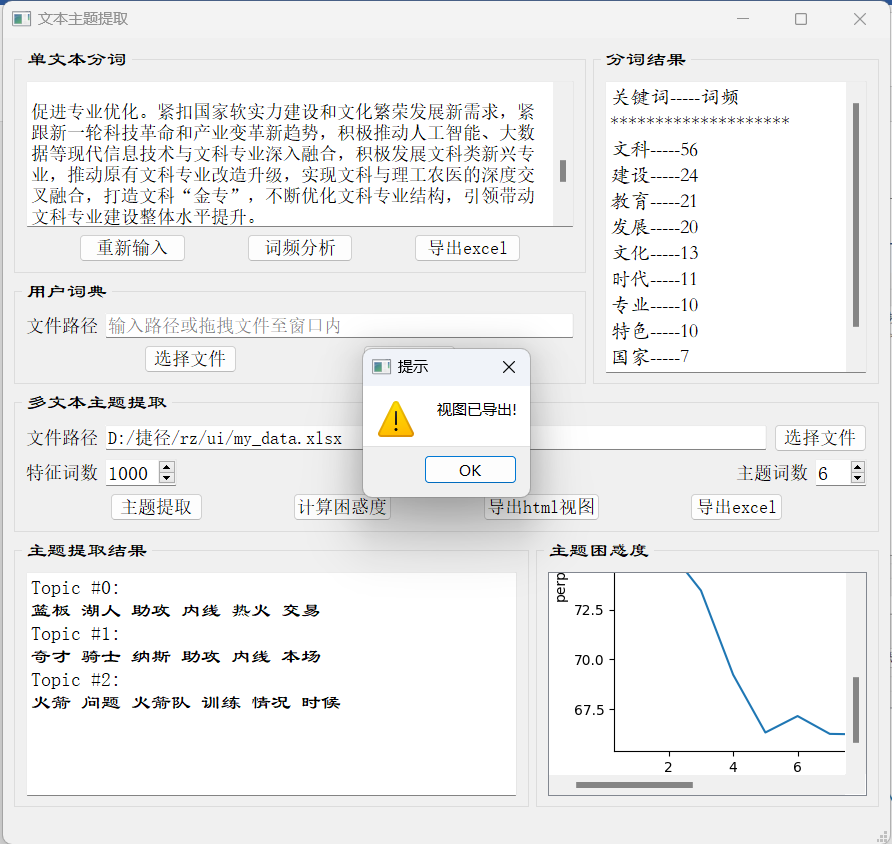 文本主题提取
单文本分词
促进专业优化。紧扣国家软实力建设和文化繁荣发展新需求，紧
跟新一轮科技革命和产业变革新趋势，积极推动人工智能、大数
据等现代信息技术与文科专业深入融合，积极发展文科类新兴专
业，推动原有文科专业改造升级，实现文科与理工农医的深度交
叉融合，打造文科“金专”，不断优化文科专业结构，引领带动
文科专业建设整体水平提升。
重新输入 词频分析 导出excel
分词结果
关键词-----词频
********************
文科-----56
建设-----24
教育-----21
发展-----20
文化-----13
时代-----11
专业-----10
特色-----10
国家-----7
用户词典
文件路径 输入路径或拖拽文件至窗口内
选择文件
提示
视图已导出!
OK
多文本主题提取
文件路径 D:/捷径/rz/ui/my_data.xlsx 选择文件
特征词数 1000 主题词数 6
主题提取 计算困惑度 导出html视图 导出excel
主题提取结果
Topic #0:
篮板 湖人 助攻 内线 热火 交易
Topic #1:
奇才 骑士 纳斯 助攻 内线 本场
Topic #2:
火箭 问题 火箭队 训练 情况 时候
主题困惑度
perp
72.5
70.0
67.5
2 4 6